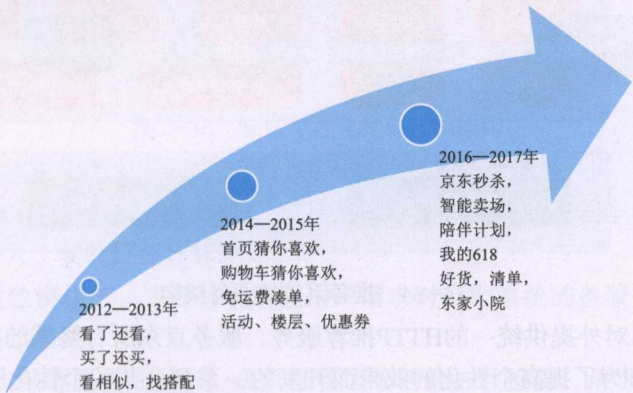 2012—2013年
看了还看，
买了还买，
看相似，找搭配
2014—2015年
首页猜你喜欢，
购物车猜你喜欢，
免运费凑单，
活动、楼层、优惠券
2016—2017年
京东秒杀，
智能卖场，
陪伴计划，
我的618
好货，清单，
大家小院